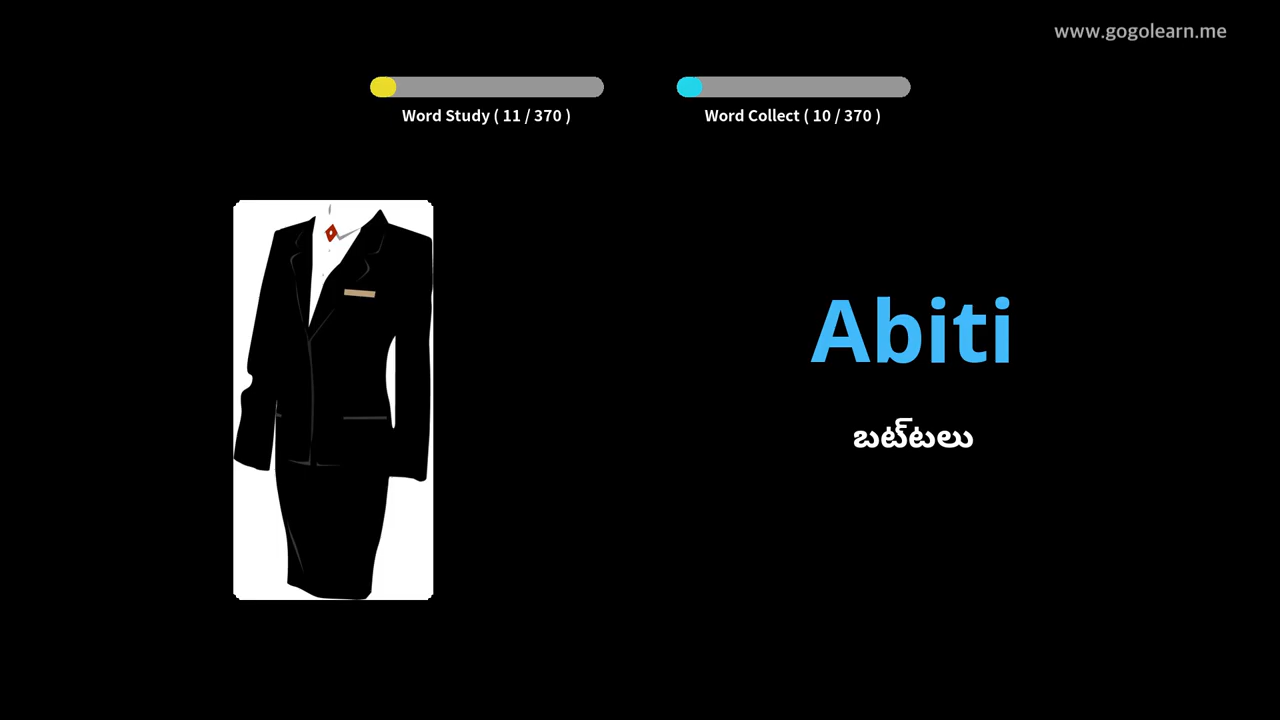 www.gogolearn.me
Word Study ( 11 / 370 )
Word Collect ( 10 / 370 )
Abiti
బట్టలు